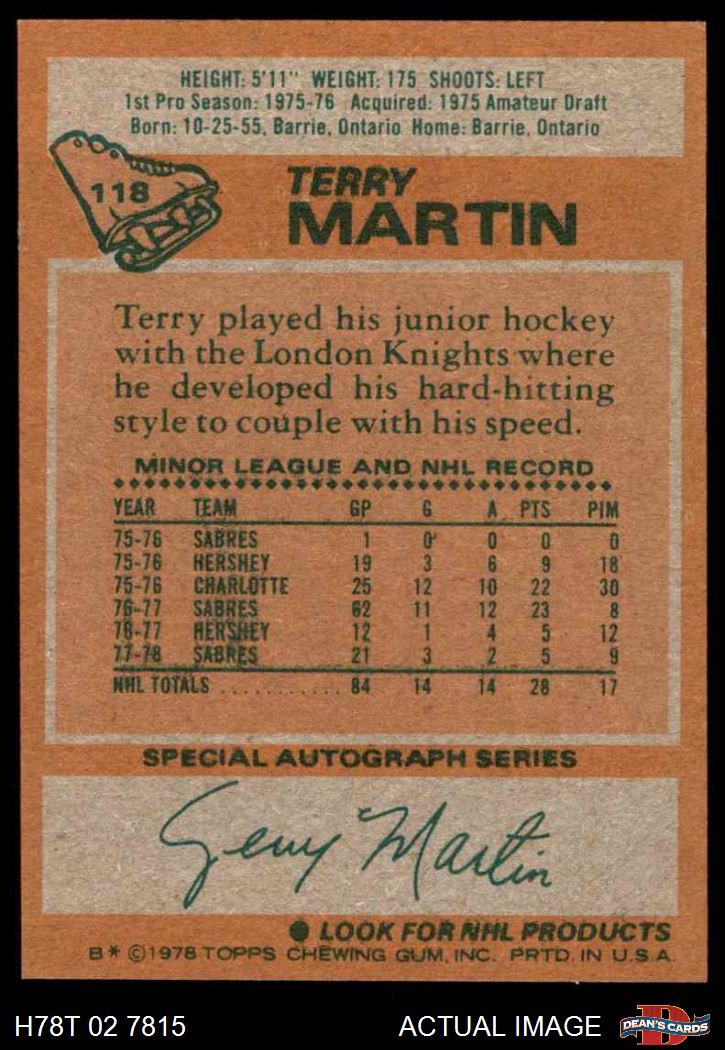 HEIGHT: 5'11" WEIGHT: 175 SHOOTS: LEFT
1st Pro Season: 1975-76 Acquired: 1975 Amateur Draft
Born: 10-25-55, Barrie, Ontario Home: Barrie, Ontario
118
TERRY
MARTIN
Terry played his junior hockey
with the London Knights where
he developed his hard-hitting
style to couple with his speed.
MINOR LEAGUE AND NHL RECORD
YEAR TEAM GP G A PTS PIM
75-76 SABRES 1 0 0 0 0
75-76 HERSHEY 19 3 6 9 18
75-76 CHARLOTTE 25 12 10 22 30
76-77 SABRES 62 11 12 23 8
76-77 HERSHEY 12 1 4 5 12
77-78 SABRES 21 3 2 5 9
NHL TOTALS ........... 84 14 14 28 17
SPECIAL AUTOGRAPH SERIES
Terry Martin
● LOOK FOR NHL PRODUCTS
B* © 1978 TOPPS CHEWING GUM, INC. PRTD. IN U.S.A.
H78T 02 7815 ACTUAL IMAGE DEAN'S CARDS